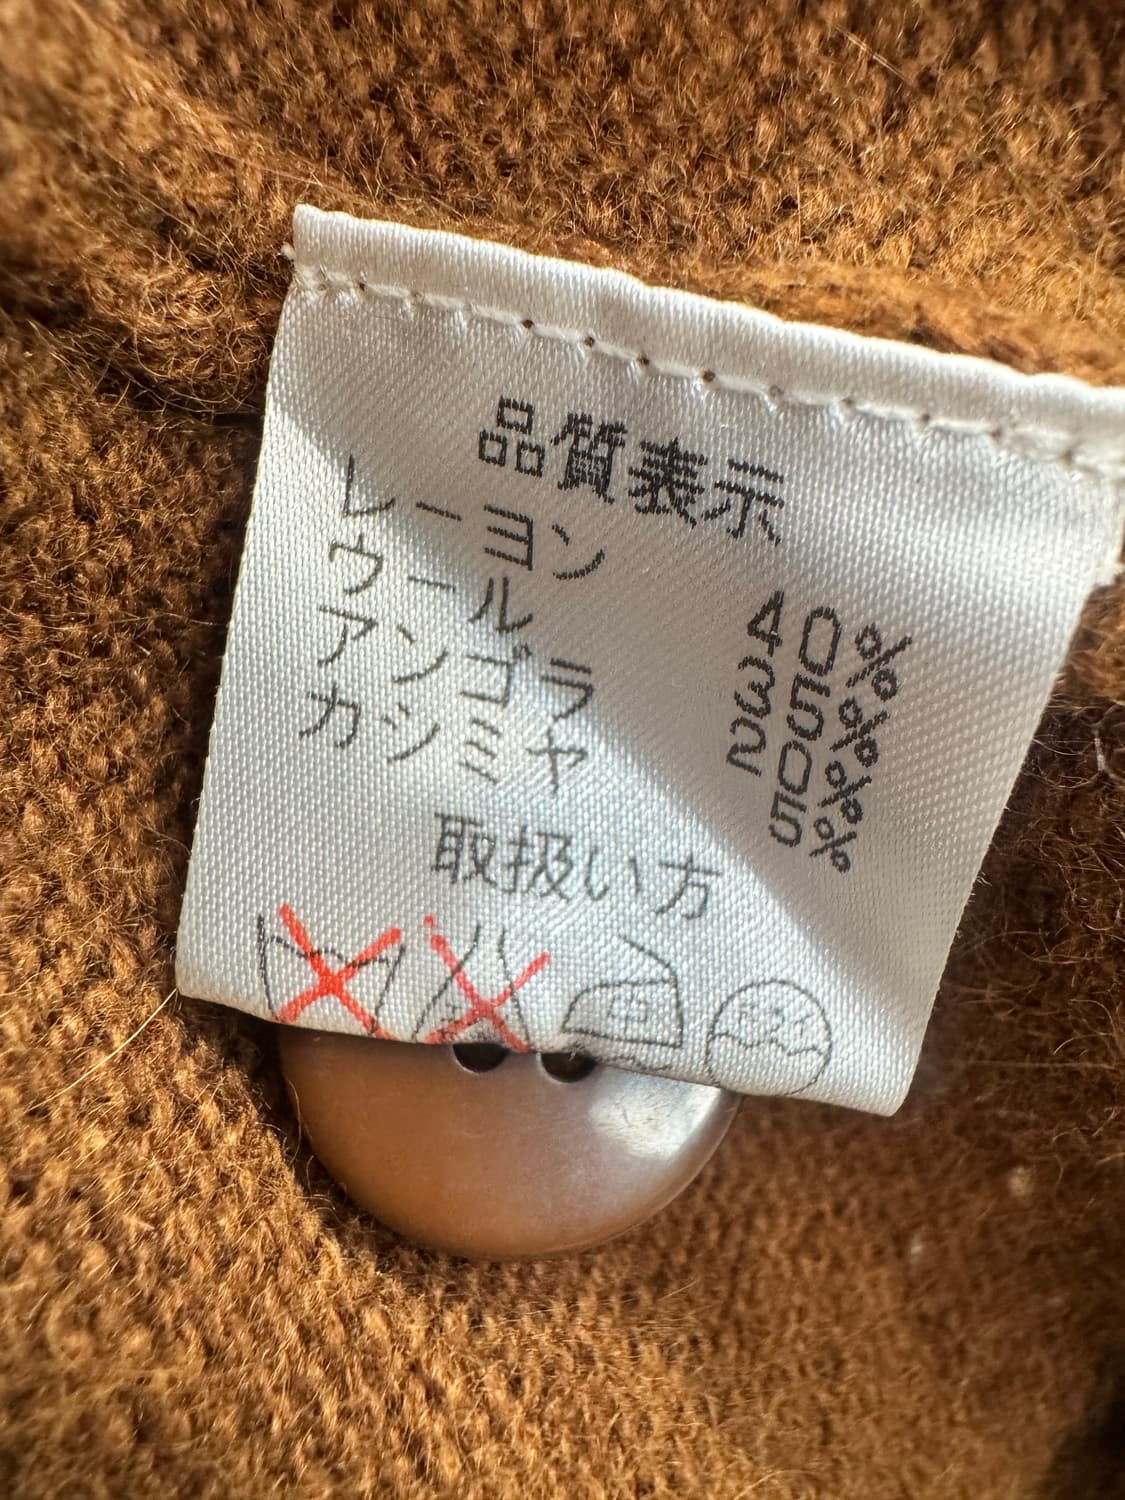 品質表示
レーヨン 40%
ウール 35%
アンゴラ 20%
カシミヤ 5%
取扱い方
中